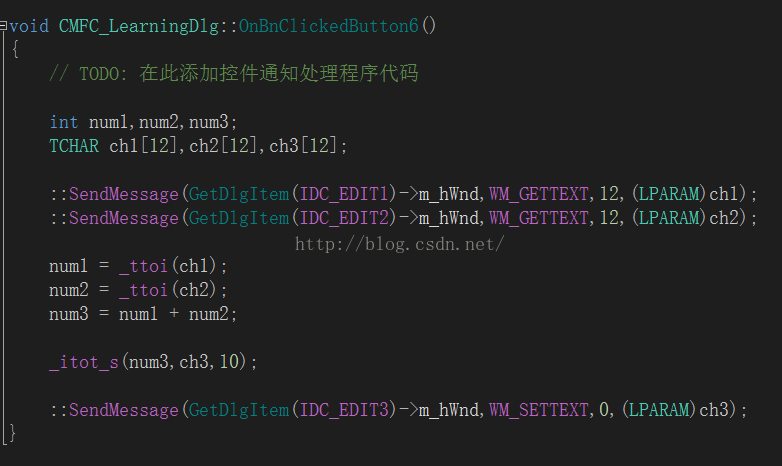 void CMFC_LearningDlg::OnBnClickedButton6()
{
// TODO: 在此添加控件通知处理程序代码
int num1,num2,num3;
TCHAR ch1[12],ch2[12],ch3[12];
::SendMessage(GetDlgItem(IDC_EDIT1)->m_hWnd,WM_GETTEXT,12,(LPARAM)ch1);
::SendMessage(GetDlgItem(IDC_EDIT2)->m_hWnd,WM_GETTEXT,12,(LPARAM)ch2);
http://blog.csdn.net/
num1 = _ttoi(ch1);
num2 = _ttoi(ch2);
num3 = num1 + num2;
_itot_s(num3,ch3,10);
::SendMessage(GetDlgItem(IDC_EDIT3)->m_hWnd,WM_SETTEXT,0,(LPARAM)ch3);
}